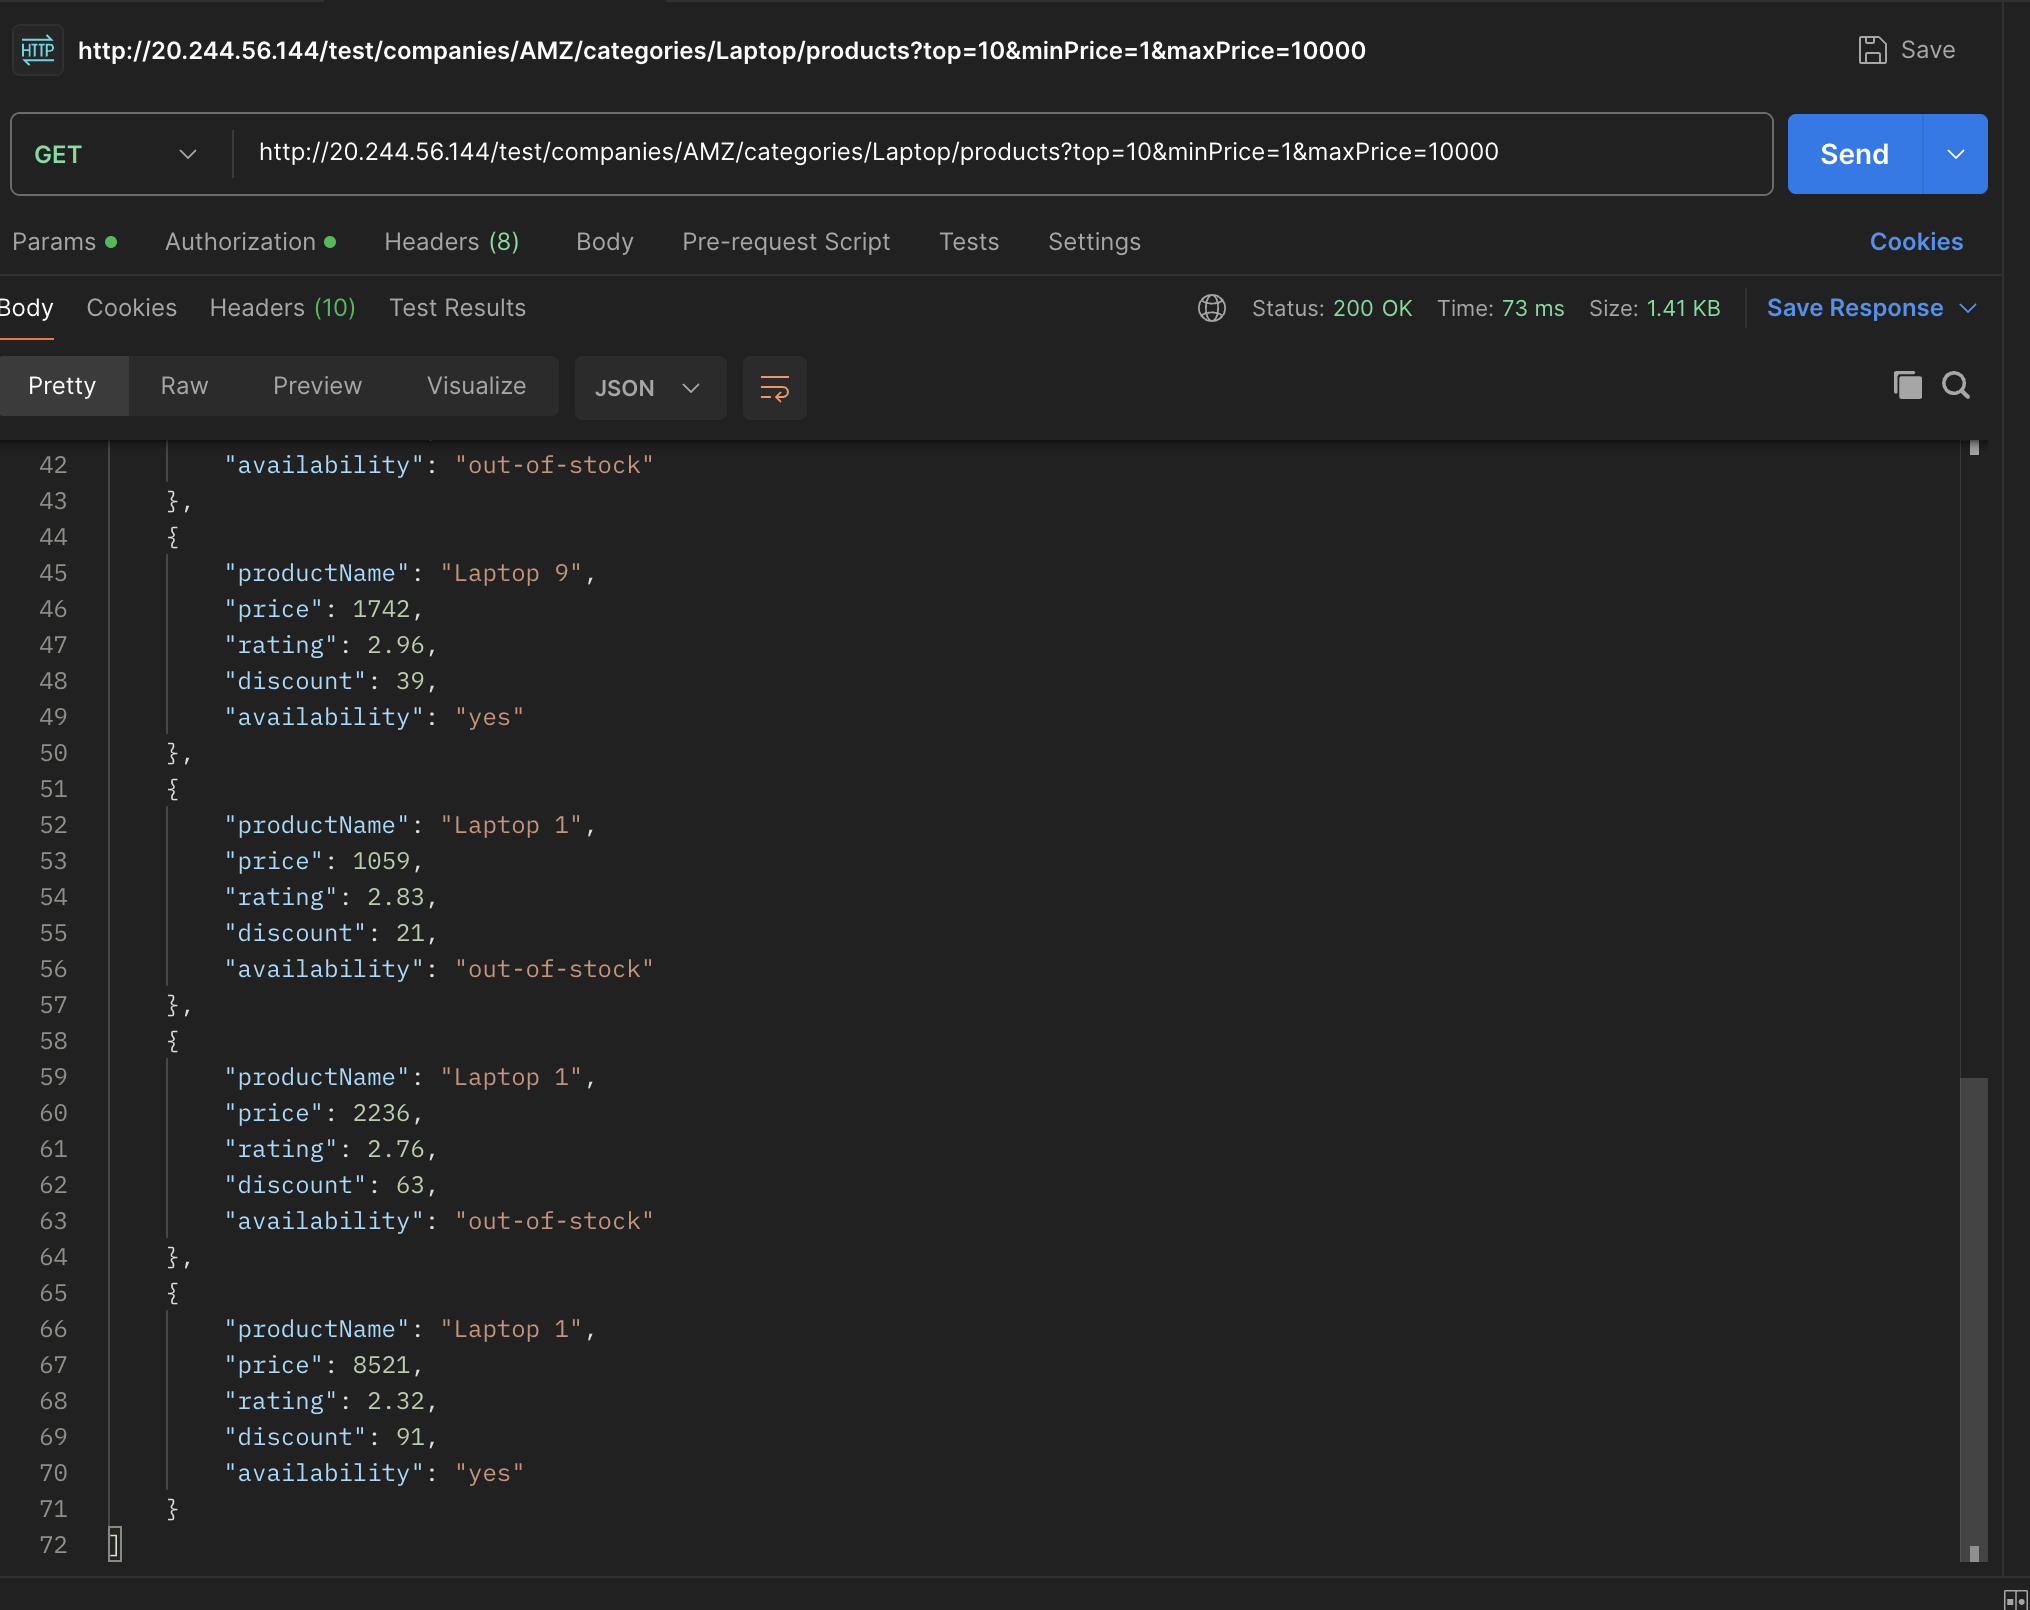 HTTP http://20.244.56.144/test/companies/AMZ/categories/Laptop/products?top=10&minPrice=1&maxPrice=10000 Save
GET http://20.244.56.144/test/companies/AMZ/categories/Laptop/products?top=10&minPrice=1&maxPrice=10000 Send
Params Authorization Headers (8) Body Pre-request Script Tests Settings Cookies
Body Cookies Headers (10) Test Results Status: 200 OK Time: 73 ms Size: 1.41 KB Save Response
Pretty Raw Preview Visualize JSON
42 "availability": "out-of-stock"
43 },
44 {
45 "productName": "Laptop 9",
46 "price": 1742,
47 "rating": 2.96,
48 "discount": 39,
49 "availability": "yes"
50 },
51 {
52 "productName": "Laptop 1",
53 "price": 1059,
54 "rating": 2.83,
55 "discount": 21,
56 "availability": "out-of-stock"
57 },
58 {
59 "productName": "Laptop 1",
60 "price": 2236,
61 "rating": 2.76,
62 "discount": 63,
63 "availability": "out-of-stock"
64 },
65 {
66 "productName": "Laptop 1",
67 "price": 8521,
68 "rating": 2.32,
69 "discount": 91,
70 "availability": "yes"
71 }
72 ]